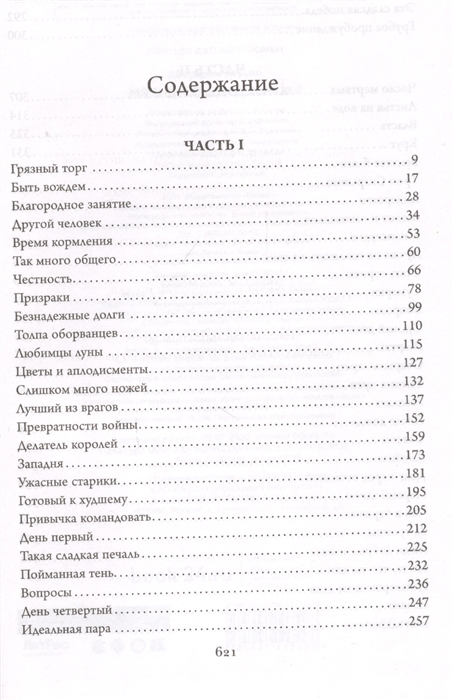 Содержание
ЧАСТЬ I
Грязный торг 9
Быть вождем 17
Благородное занятие 28
Другой человек 34
Время кормления 53
Так много общего 60
Честность 66
Призраки 78
Безнадежные долги 99
Толпа оборванцев 110
Любимцы луны 115
Цветы и аплодисменты 127
Слишком много ножей 132
Лучший из врагов 137
Превратности войны 152
Делатель королей 159
Западня 173
Ужасные старики 181
Готовый к худшему 195
Привычка командовать 205
День первый 212
Такая сладкая печаль 225
Пойманная тень 232
Вопросы 236
День четвертый 247
Идеальная пара 257
621